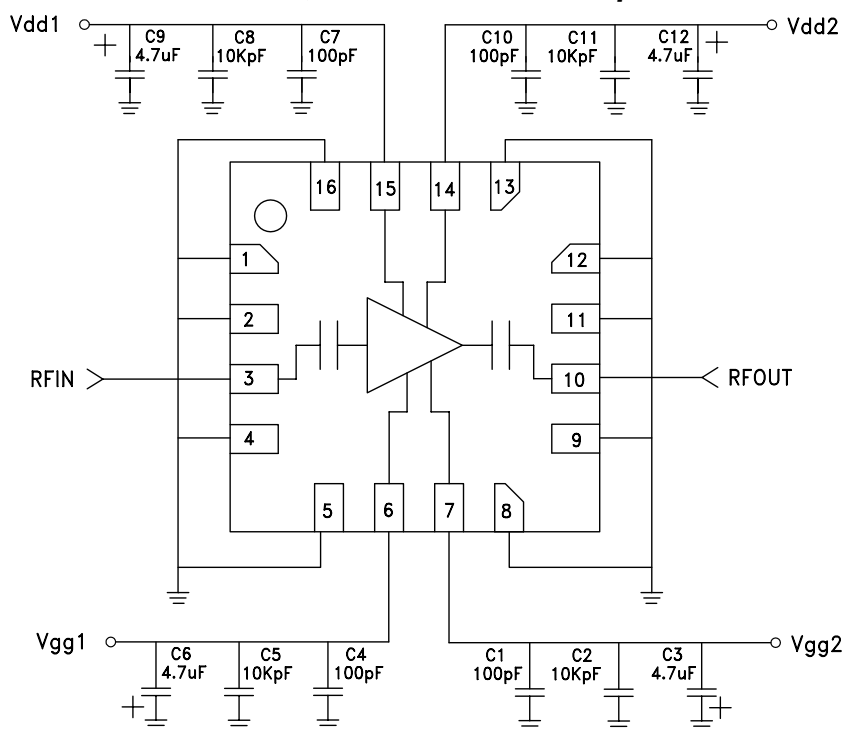 Vdd1
C9
4.7uF
C8
10KpF
C7
100pF
C10
100pF
C11
10KpF
C12
4.7uF
Vdd2
16
15
14
13
1
12
2
11
RFIN
3
10
RFOUT
4
9
5
6
7
8
Vgg1
C6
4.7uF
C5
10KpF
C4
100pF
C1
100pF
C2
10KpF
C3
4.7uF
Vgg2